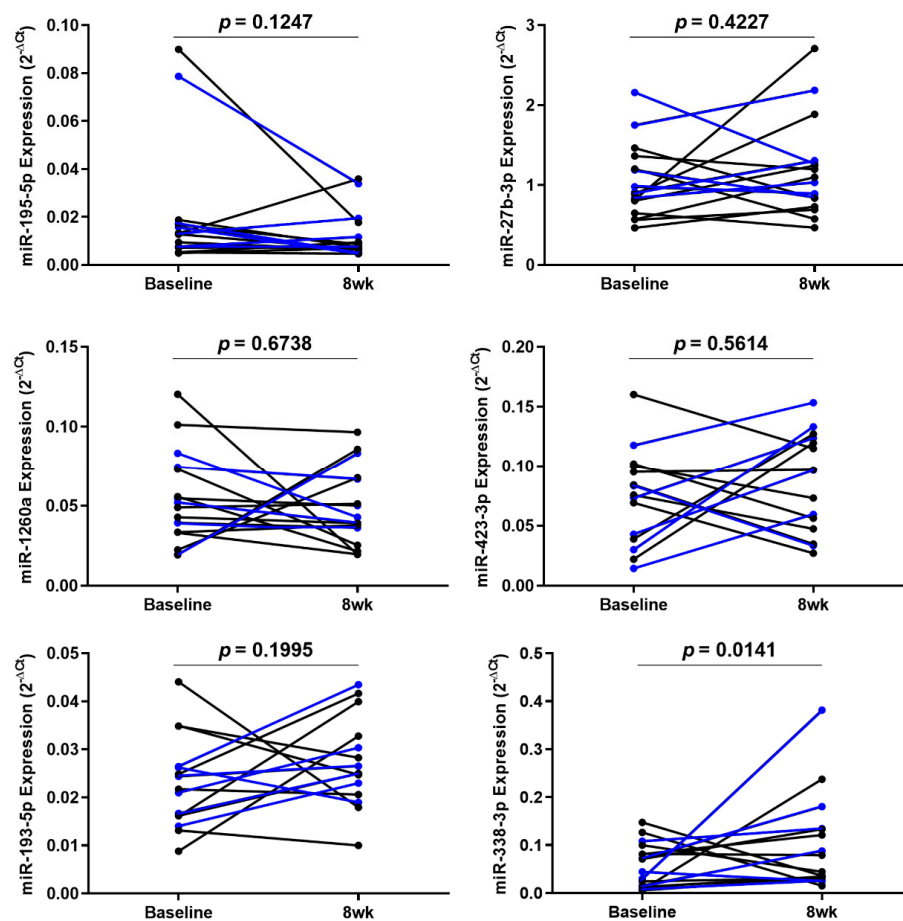 p = 0.1247
miR-195-5p Expression (2^-ΔCt)
0.10
0.08
0.06
0.04
0.02
0.00
Baseline 8wk
p = 0.4227
miR-27b-3p Expression (2^-ΔCt)
3
2
1
0
Baseline 8wk
p = 0.6738
miR-1260a Expression (2^-ΔCt)
0.15
0.10
0.05
0.00
Baseline 8wk
p = 0.5614
miR-423-3p Expression (2^-ΔCt)
0.20
0.15
0.10
0.05
0.00
Baseline 8wk
p = 0.1995
miR-193-5p Expression (2^-ΔCt)
0.05
0.04
0.03
0.02
0.01
0.00
Baseline 8wk
p = 0.0141
miR-338-3p Expression (2^-ΔCt)
0.5
0.4
0.3
0.2
0.1
0.0
Baseline 8wk